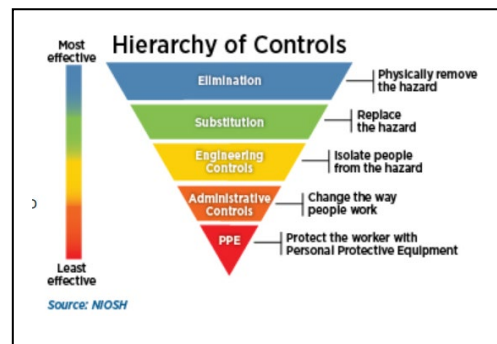 Hierarchy of Controls
Most
effective
Elimination
Physically remove
the hazard
Substitution
Replace
the hazard
Engineering
Controls
Isolate people
from the hazard
Administrative
Controls
Change the way
people work
PPE
Protect the worker with
Personal Protective Equipment
Least
effective
Source: NIOSH